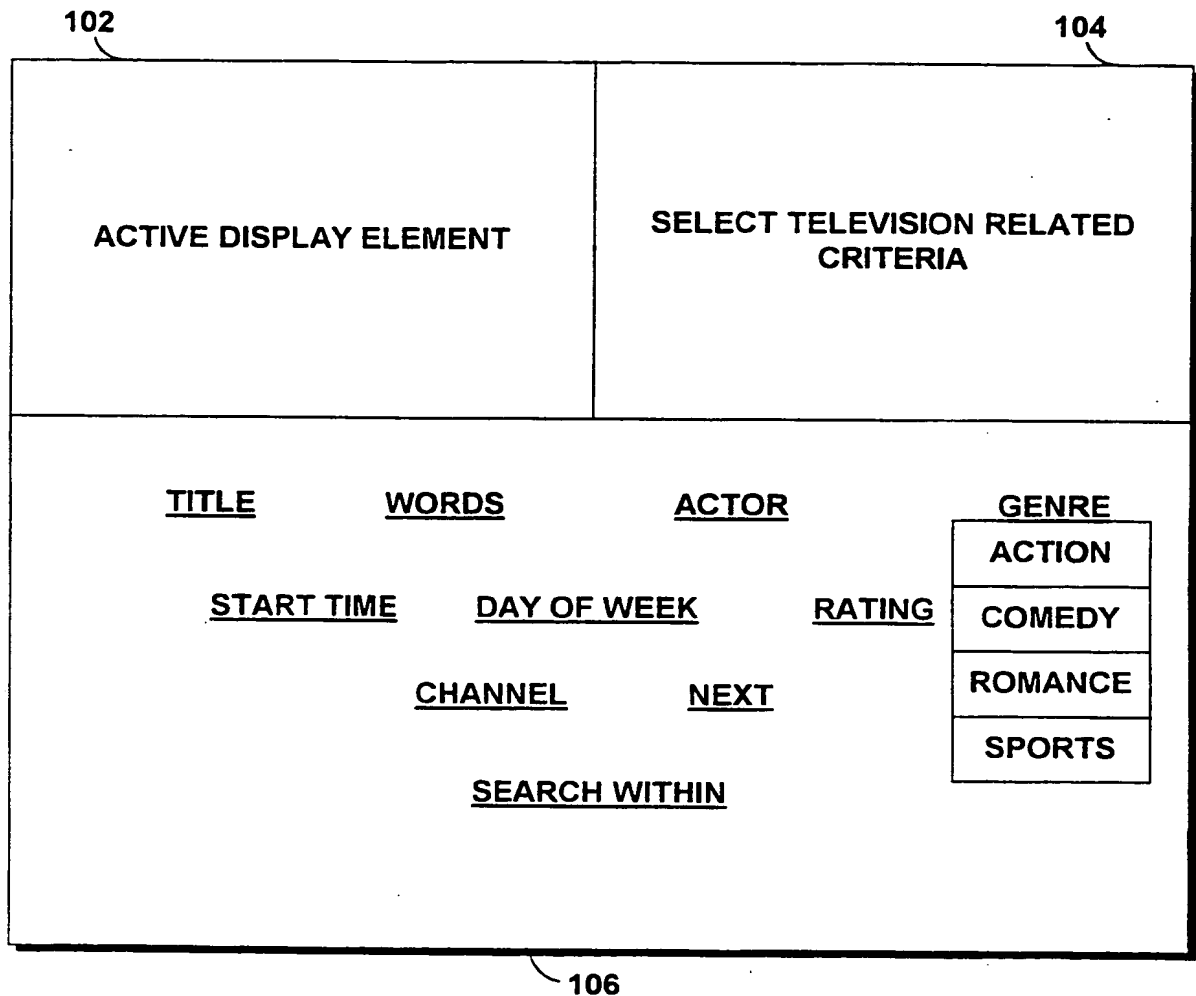 102
104
ACTIVE DISPLAY ELEMENT
SELECT TELEVISION RELATED
CRITERIA
TITLE
WORDS
ACTOR
GENRE
ACTION
START TIME
DAY OF WEEK
RATING
COMEDY
CHANNEL
NEXT
ROMANCE
SPORTS
SEARCH WITHIN
106